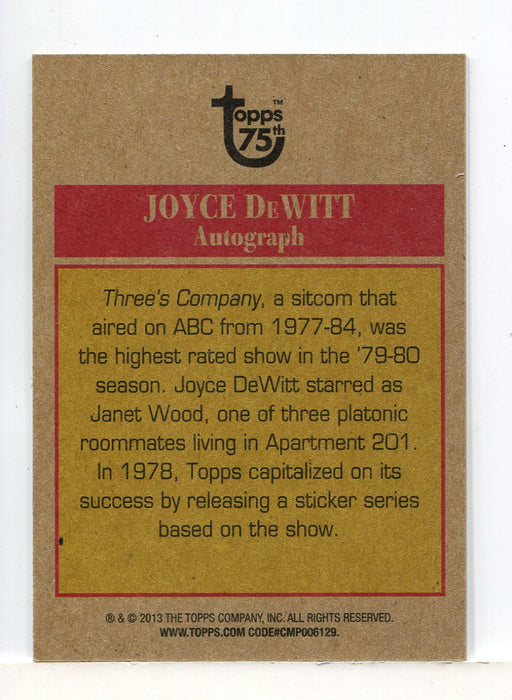 topps™
75th
JOYCE DeWITT
Autograph
Three's Company, a sitcom that
aired on ABC from 1977-84, was
the highest rated show in the '79-80
season. Joyce DeWitt starred as
Janet Wood, one of three platonic
roommates living in Apartment 201.
In 1978, Topps capitalized on its
success by releasing a sticker series
based on the show.
® & © 2013 THE TOPPS COMPANY, INC. ALL RIGHTS RESERVED.
WWW.TOPPS.COM CODE#CMP006129.